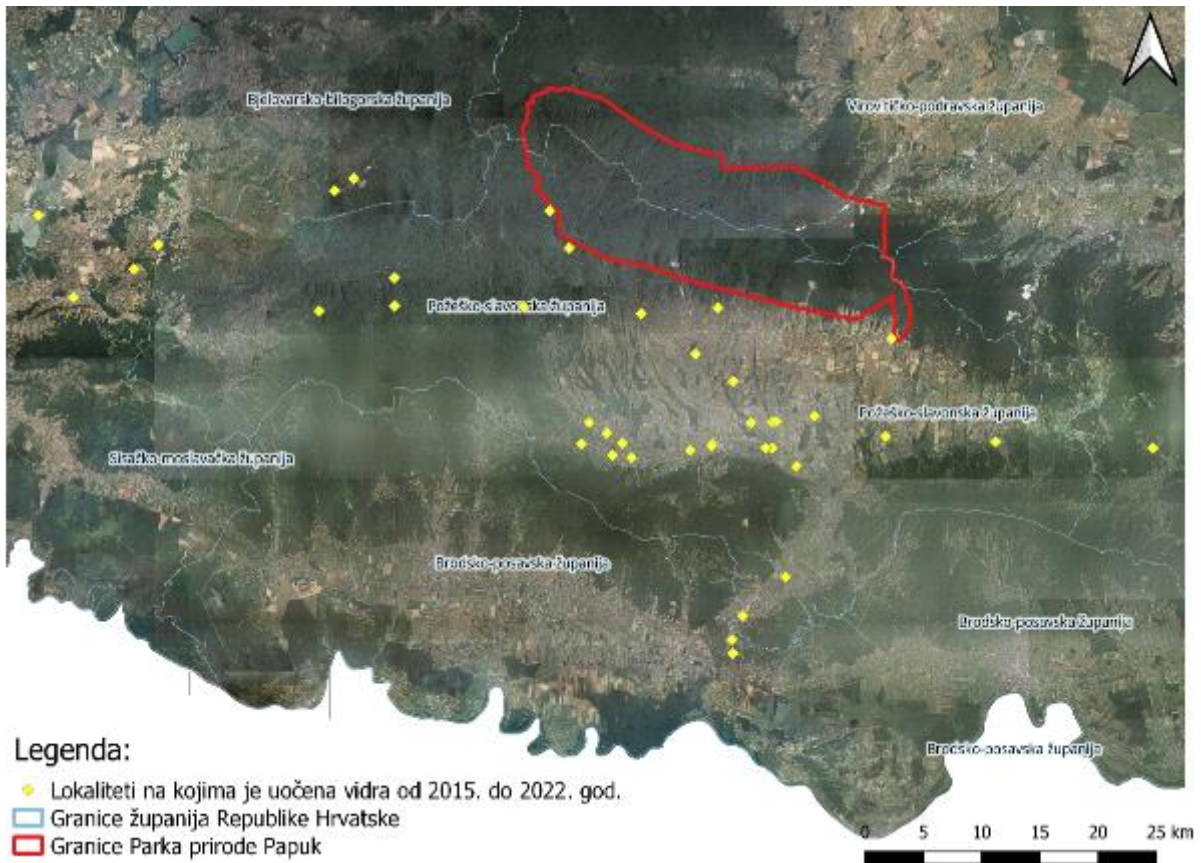 Bjelovarsko-bilogorska županija
Virovitičko-podravska županija
Požeško-slavonska županija
Požeško-slavonska županija
Sisačko-moslavačka županija
Brodsko-posavska županija
Brodsko-posavska županija
Brodsko-posavska županija
Legenda:
Lokaliteti na kojima je uočena vidra od 2015. do 2022. god.
Granice županija Republike Hrvatske
Granice Parka prirode Papuk
0 5 10 15 20 25 km